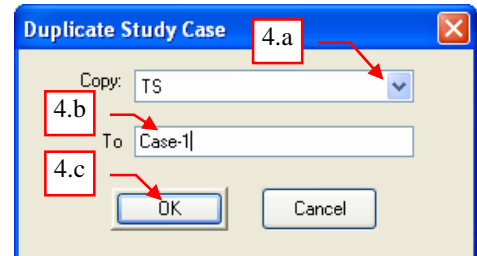 Duplicate Study Case
4.a
Copy: TS
4.b
To Case-1
4.c
OK Cancel